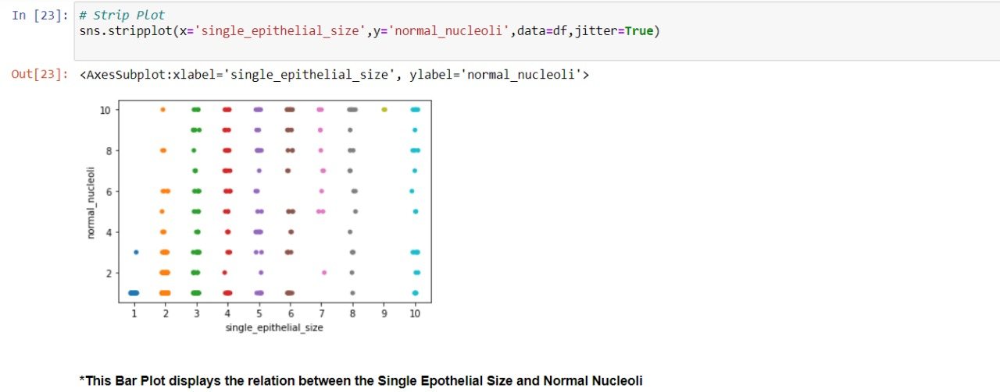 In [23]: # Strip Plot
sns.stripplot(x='single_epithelial_size',y='normal_nucleoli',data=df,jitter=True)
Out[23]: <AxesSubplot:xlabel='single_epithelial_size', ylabel='normal_nucleoli'>
10
8
6
4
2
normal_nucleoli
1 2 3 4 5 6 7 8 9 10
single_epithelial_size
*This Bar Plot displays the relation between the Single Epothelial Size and Normal Nucleoli